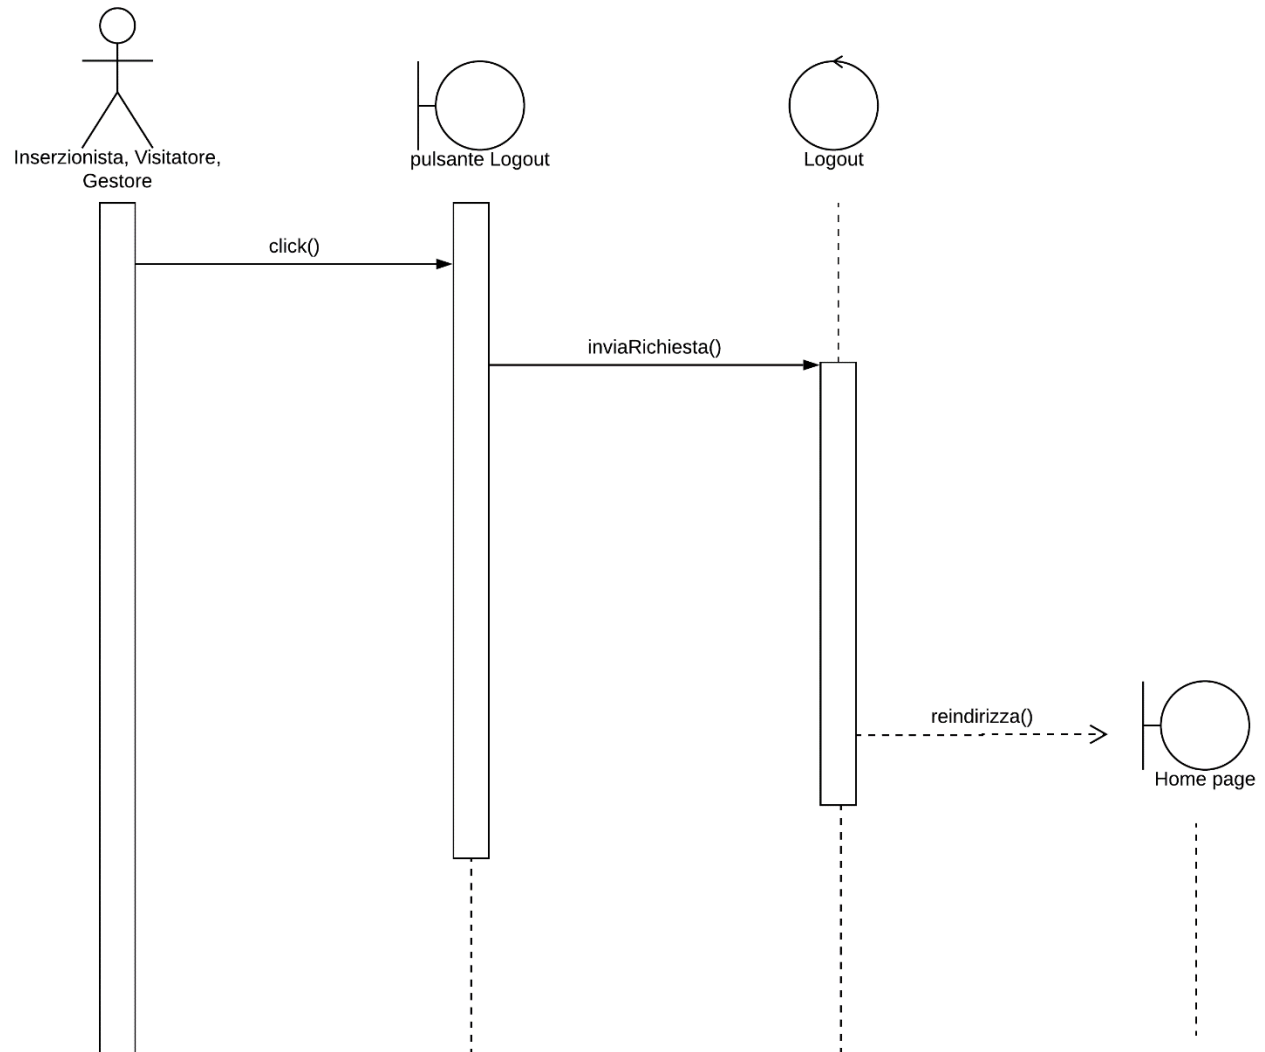 Inserzionista, Visitatore,
Gestore
pulsante Logout
Logout
click()
inviaRichiesta()
reindirizza()
Home page